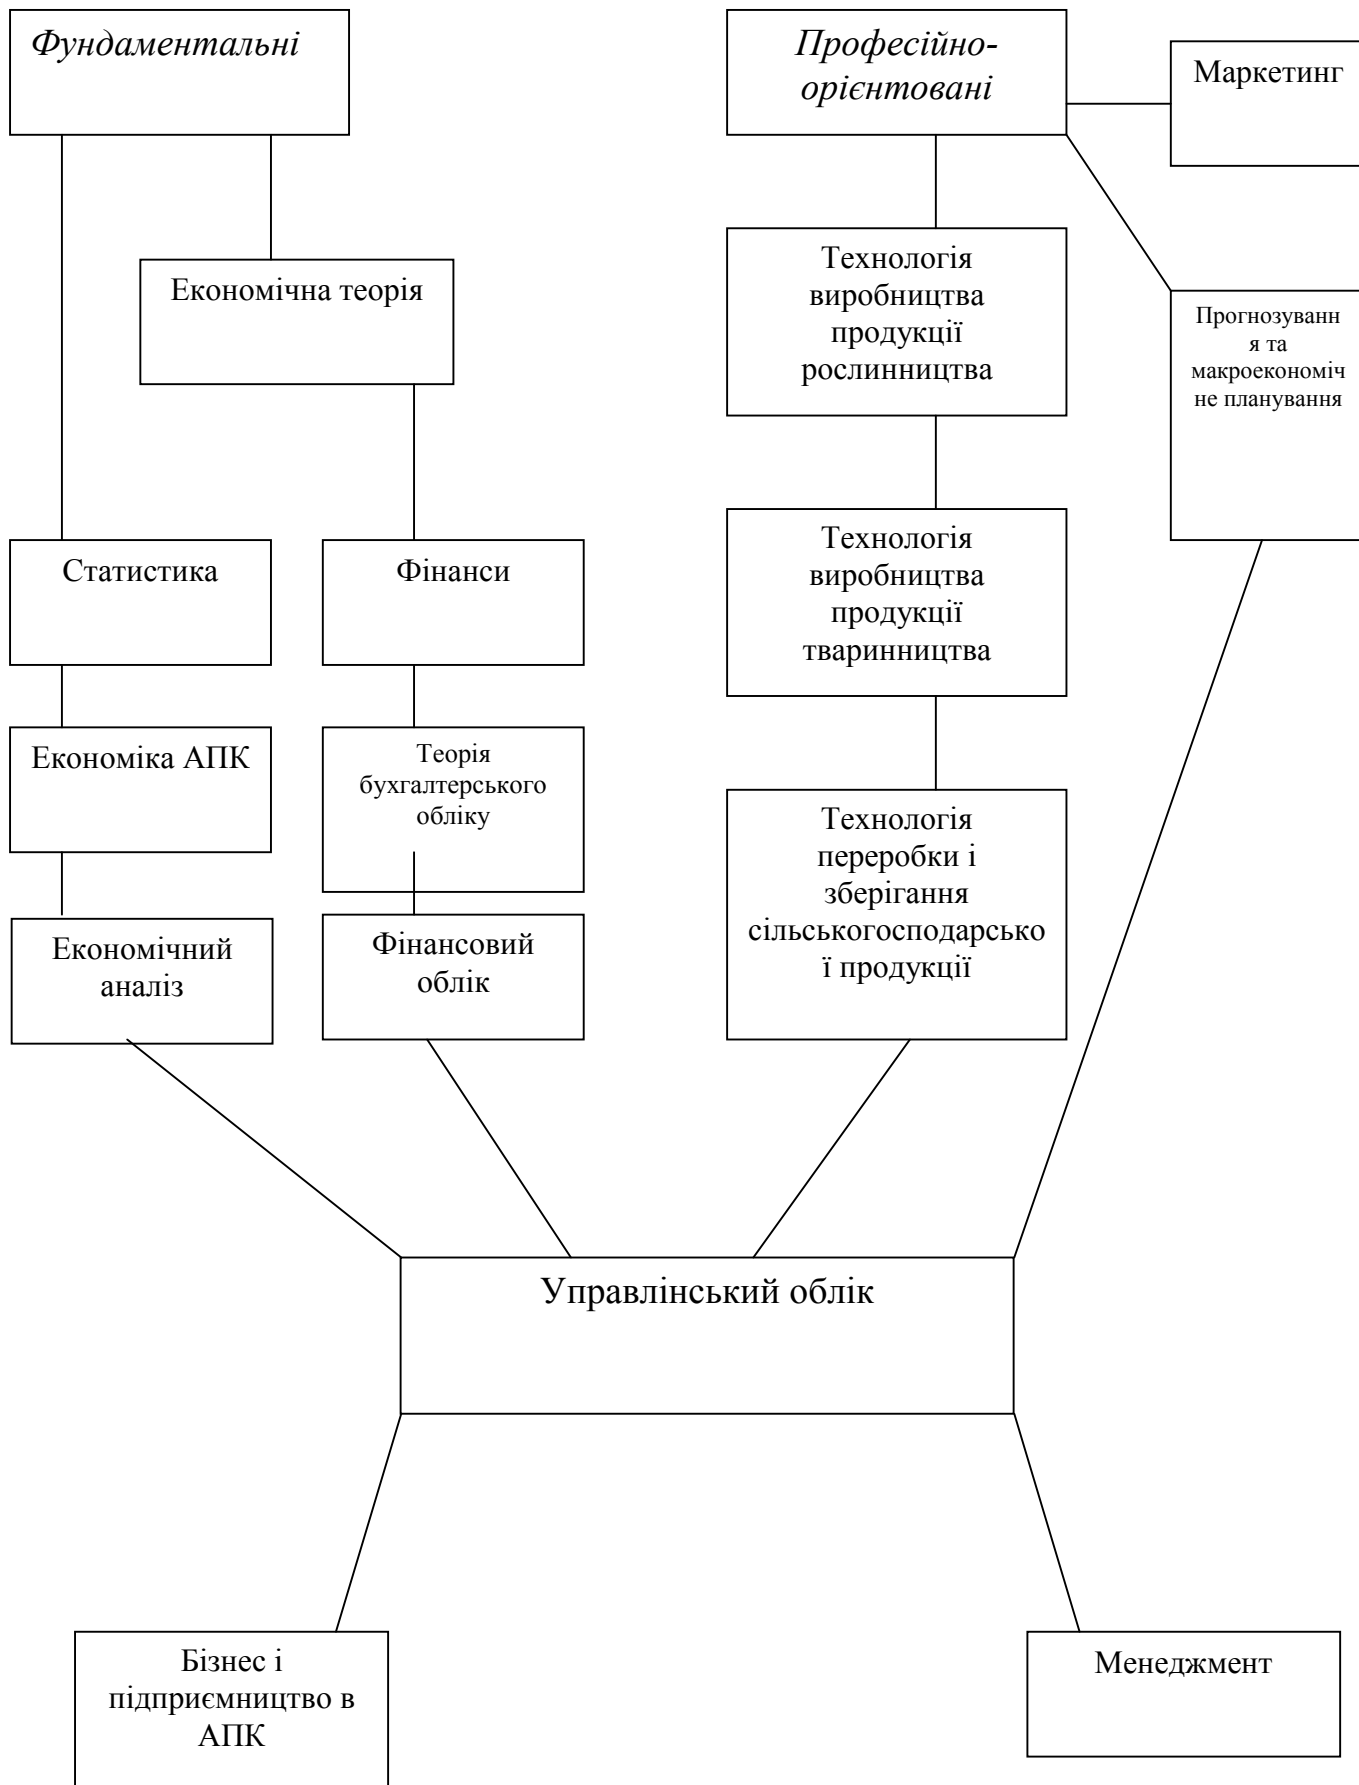 Фундаментальні
Професійно-
орієнтовані
Маркетинг
Економічна теорія
Технологія
виробництва
продукції
рослинництва
Прогнозуванн
я та
макроекономіч
не планування
Статистика
Фінанси
Технологія
виробництва
продукції
тваринництва
Економіка АПК
Теорія
бухгалтерського
обліку
Технологія
переробки і
зберігання
сільськогосподарсько
ї продукції
Економічний
аналіз
Фінансовий
облік
Управлінський облік
Бізнес і
підприємництво в
АПК
Менеджмент